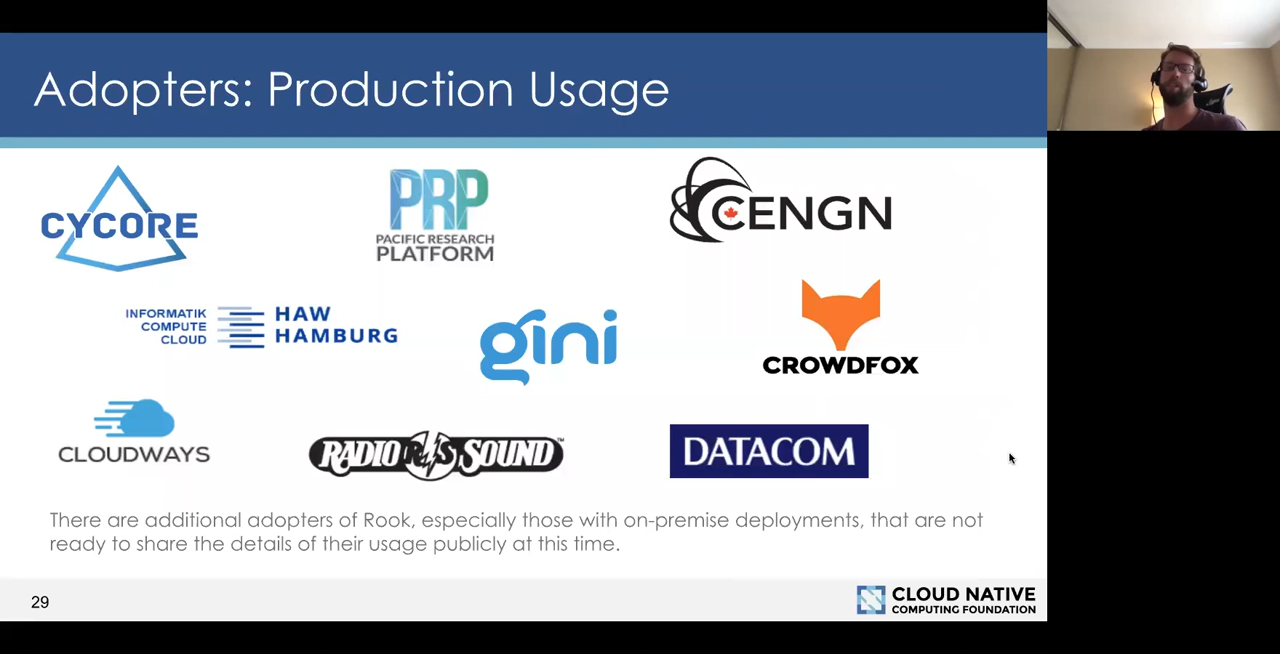 Adopters: Production Usage
CYCORE
PRP
PACIFIC RESEARCH
PLATFORM
CENGN
INFORMATIK
COMPUTE
CLOUD
HAW
HAMBURG
gini
CROWDFOX
CLOUDWAYS
RADIO RS SOUND™
DATACOM
There are additional adopters of Rook, especially those with on-premise deployments, that are not
ready to share the details of their usage publicly at this time.
29
CLOUD NATIVE
COMPUTING FOUNDATION